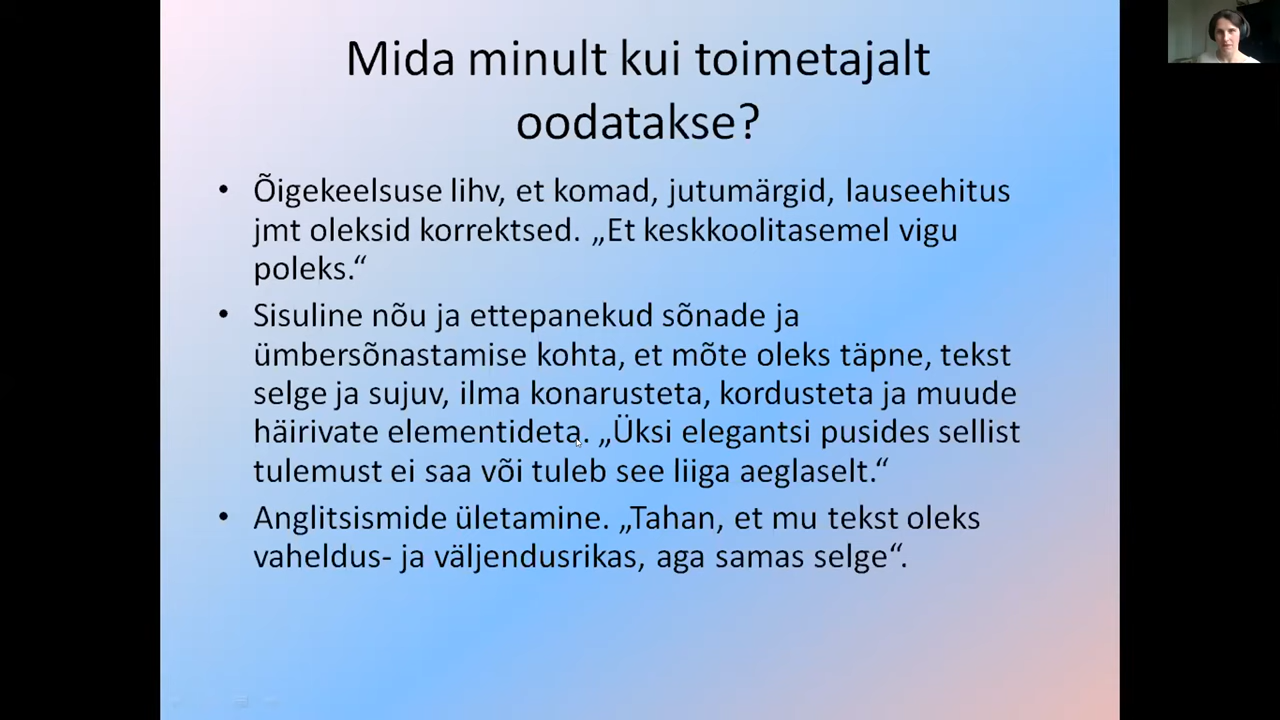 Mida minult kui toimetajalt
oodatakse?
• Õigekeelsuse lihv, et komad, jutumärgid, lauseehitus
jmt oleksid korrektsed. „Et keskkoolitasemel vigu
poleks.“
• Sisuline nõu ja ettepanekud sõnade ja
ümbersõnastamise kohta, et mõte oleks täpne, tekst
selge ja sujuv, ilma konarusteta, kordusteta ja muude
häirivate elementideta. „Üksi elegantsi pusides sellist
tulemust ei saa või tuleb see liiga aeglaselt.“
• Anglitsismide ületamine. „Tahan, et mu tekst oleks
vaheldus- ja väljendusrikas, aga samas selge“.